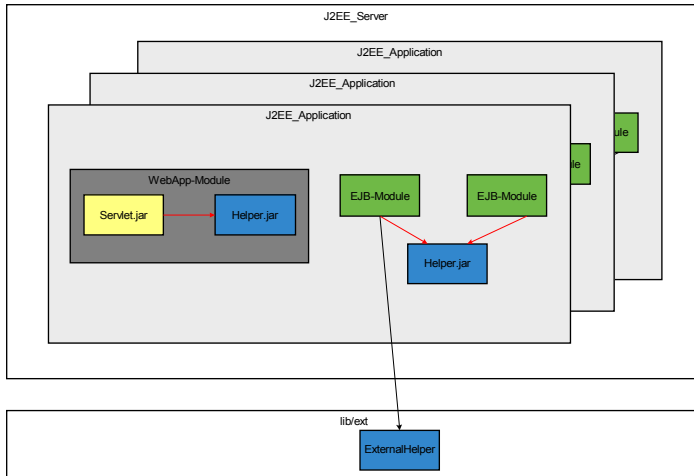 J2EE_Server
J2EE_Application
J2EE_Application
J2EE_Application
WebApp-Module
Servlet.jar
Helper.jar
EJB-Module
EJB-Module
Helper.jar
lib/ext
ExternalHelper